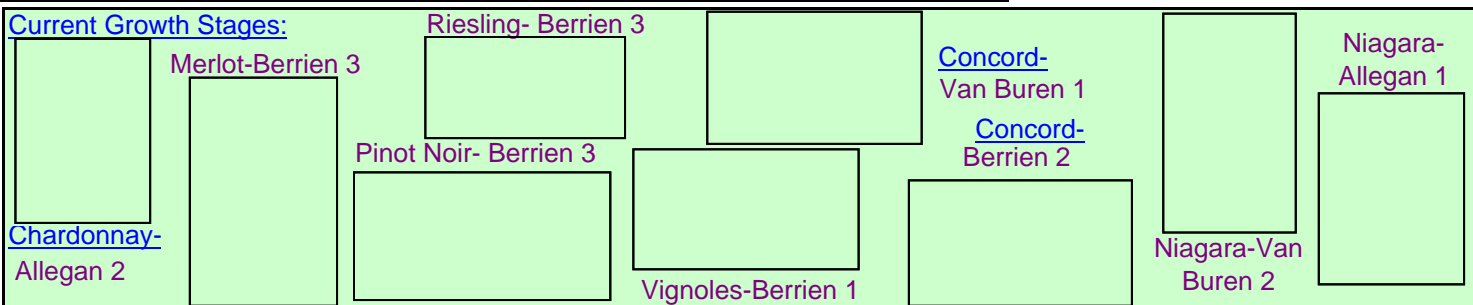 Current Growth Stages:
Chardonnay-
Allegan 2
Merlot-Berrien 3
Riesling- Berrien 3
Pinot Noir- Berrien 3
Vignoles-Berrien 1
Concord-
Van Buren 1
Concord-
Berrien 2
Niagara-Van
Buren 2
Niagara-
Allegan 1